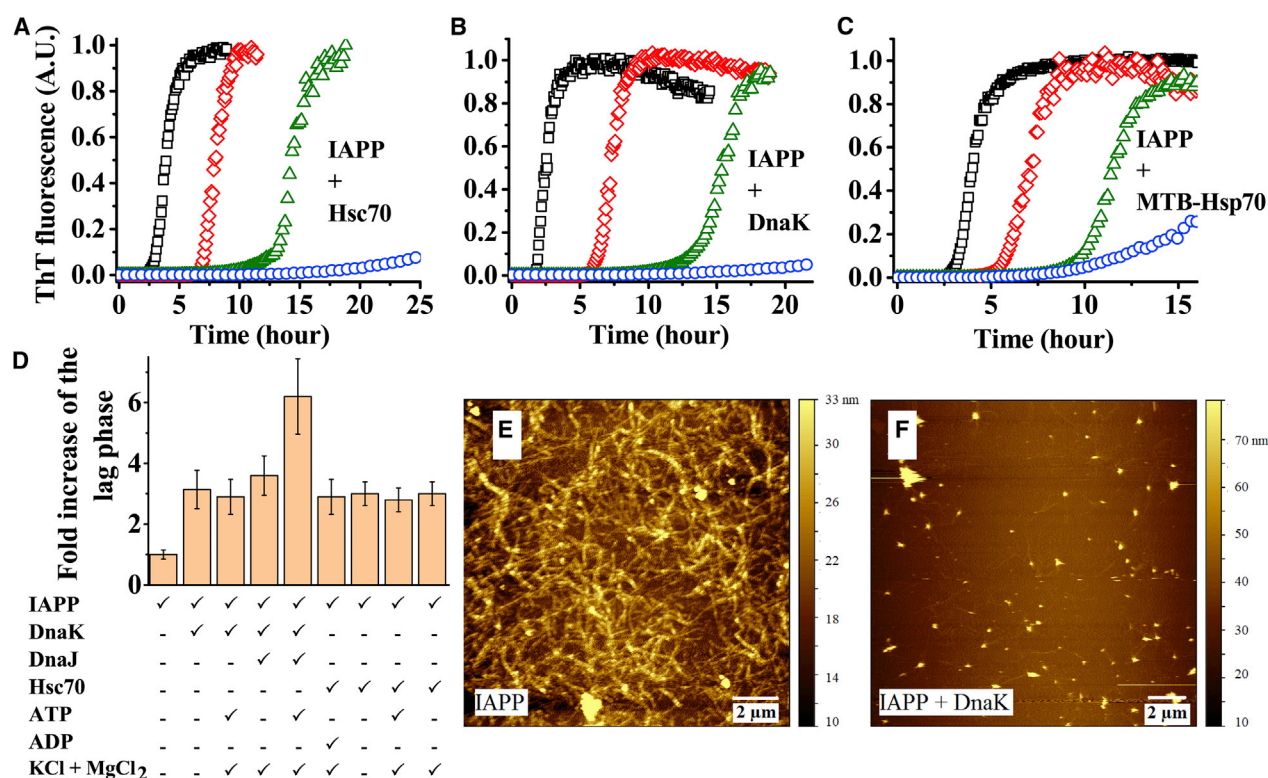 A
ThT fluorescence (A.U.)
1.0
0.8
0.6
0.4
0.2
0.0
IAPP
+
Hsc70
0 5 10 15 20 25
Time (hour)
B
1.0
0.8
0.6
0.4
0.2
0.0
IAPP
+
DnaK
0 5 10 15 20
Time (hour)
C
1.0
0.8
0.6
0.4
0.2
0.0
IAPP
+
MTB-Hsp70
0 5 10 15
Time (hour)
D
Fold increase of the
lag phase
6
4
2
0
IAPP ✓ ✓ ✓ ✓ ✓ ✓ ✓ ✓ ✓
DnaK - ✓ ✓ ✓ ✓ - - - -
DnaJ - - - ✓ ✓ - - - -
Hsc70 - - - - - ✓ ✓ ✓ ✓
ATP - - ✓ - ✓ - - ✓ -
ADP - - - - - ✓ - - -
KCl + MgCl₂ - - ✓ ✓ ✓ ✓ - ✓ ✓
E
IAPP
2 µm
33 nm
30
26
22
18
14
10
F
IAPP + DnaK
2 µm
70 nm
60
50
40
30
20
10